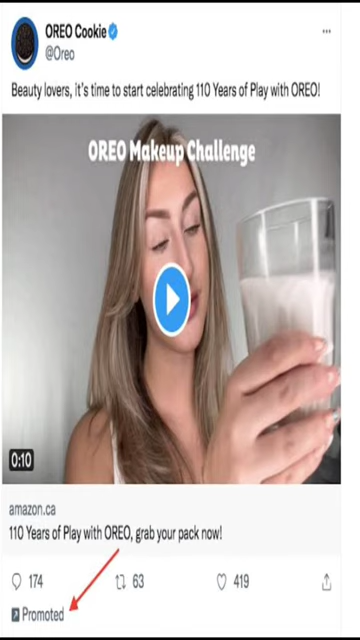 OREO Cookie
@Oreo
Beauty lovers, it's time to start celebrating 110 Years of Play with OREO!
OREO Makeup Challenge
0:10
amazon.ca
110 Years of Play with OREO, grab your pack now!
174 63 419
Promoted